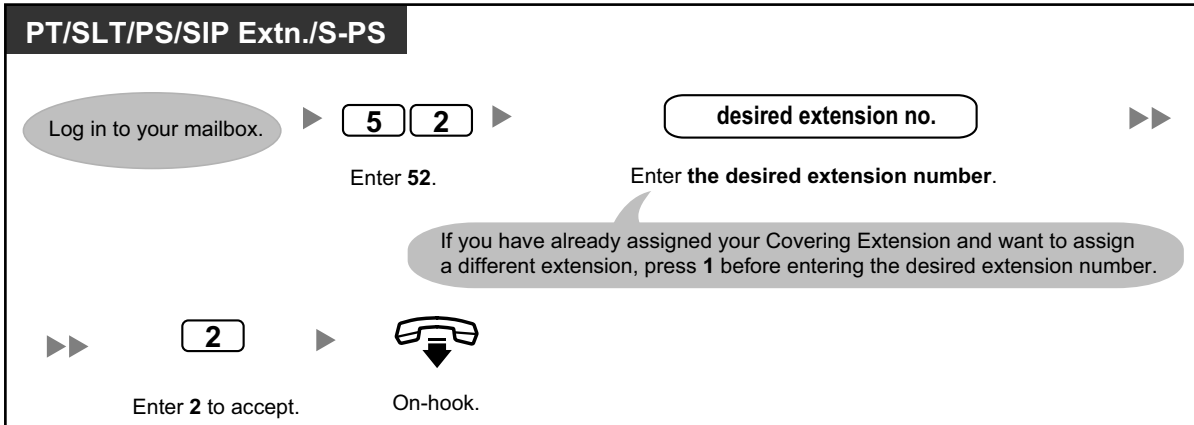 PT/SLT/PS/SIP Extn./S-PS
Log in to your mailbox.
5 2
desired extension no.
Enter 52.
Enter the desired extension number.
If you have already assigned your Covering Extension and want to assign
a different extension, press 1 before entering the desired extension number.
2
Enter 2 to accept.
On-hook.